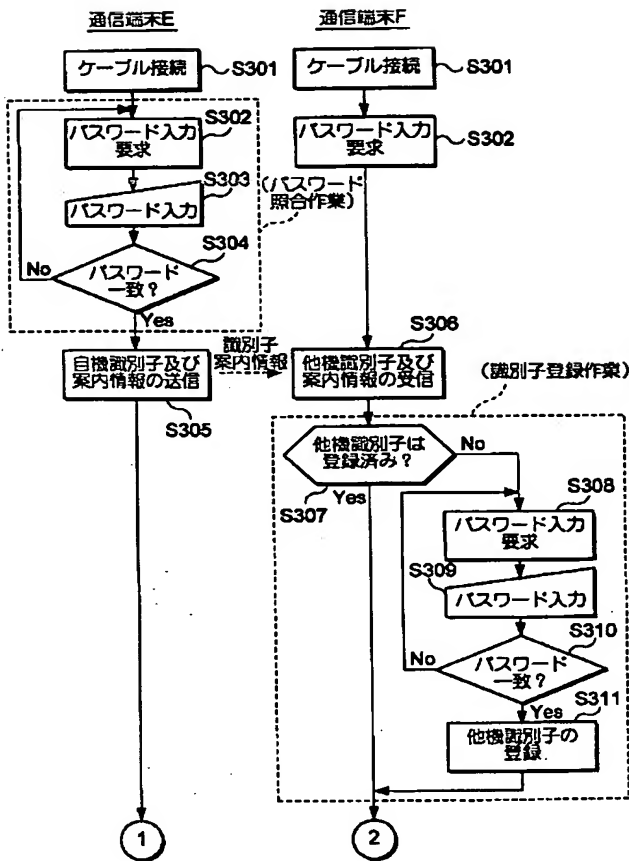 通信端末E
通信端末F
ケーブル接続
S301
ケーブル接続
S301
パスワード入力
要求
S302
パスワード入力
要求
S302
パスワード入力
S303
(パスワード
照合作業)
パスワード
一致?
S304
No
Yes
自機識別子及び
案内情報の送信
S305
識別子
案内情報
他機識別子及び
案内情報の受信
S306
(識別子登録作業)
他機識別子は
登録済み?
S307
No
Yes
パスワード入力
要求
S308
パスワード入力
S309
パスワード
一致?
S310
No
Yes
他機識別子の
登録
S311
1
2